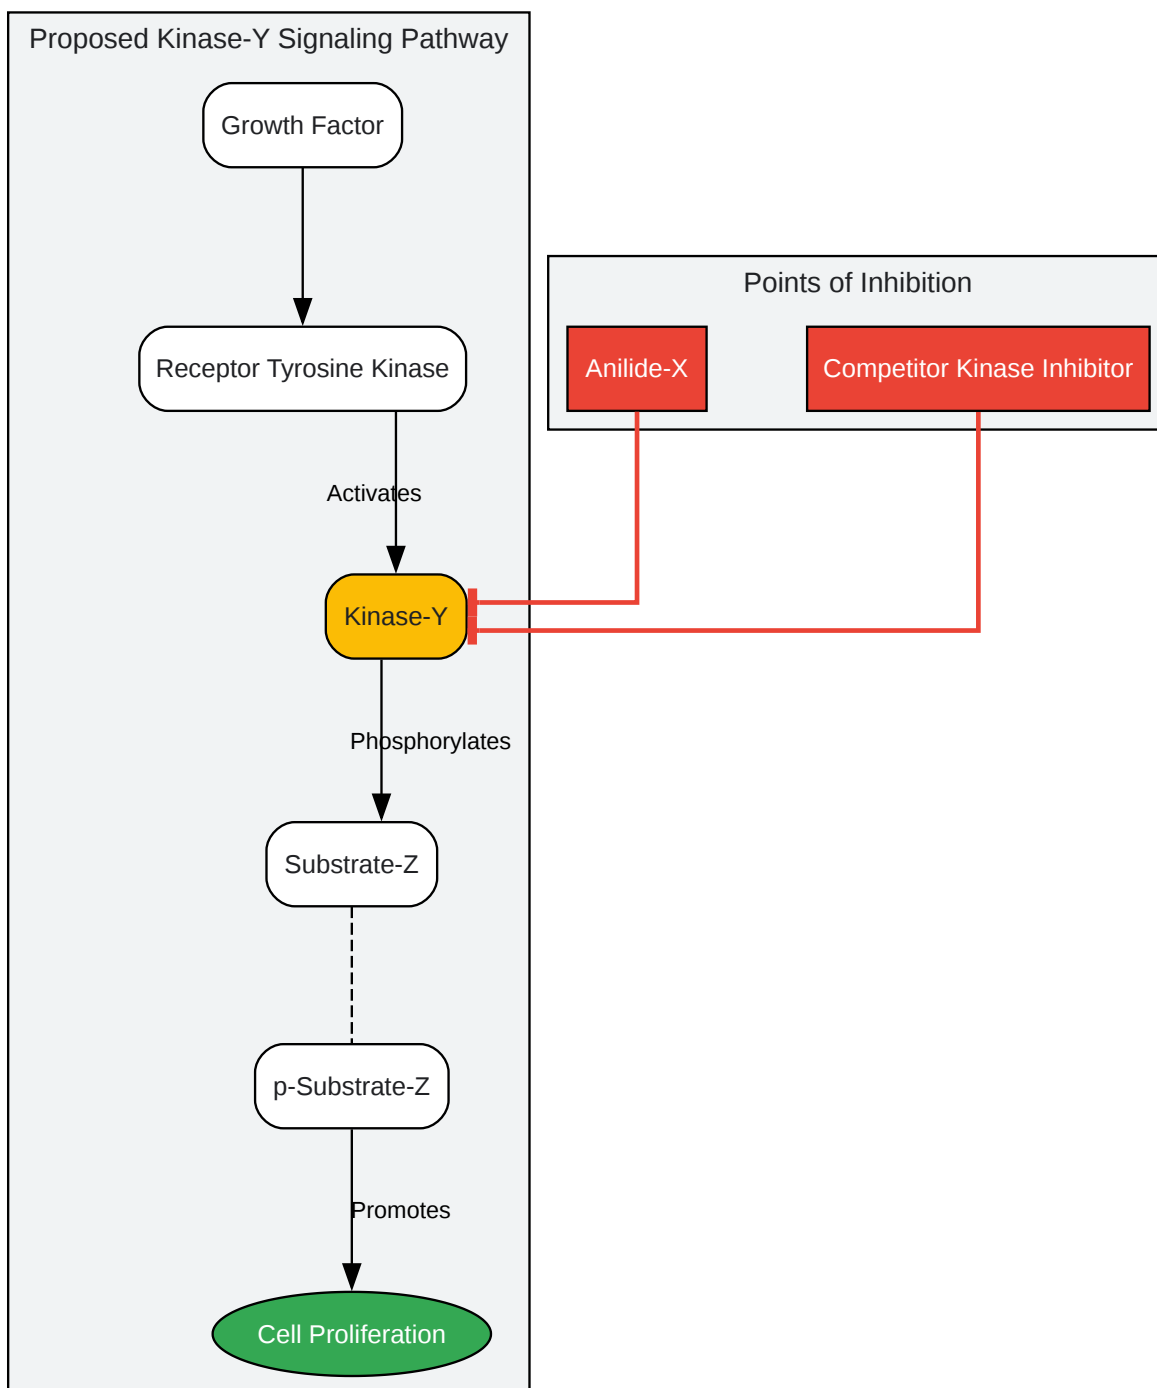 Proposed Kinase-Y Signaling Pathway
Growth Factor
Points of Inhibition
Receptor Tyrosine Kinase
Anilide-X
Competitor Kinase Inhibitor
Activates
Kinase-Y
Phosphorylates
Substrate-Z
p-Substrate-Z
Promotes
Cell Proliferation